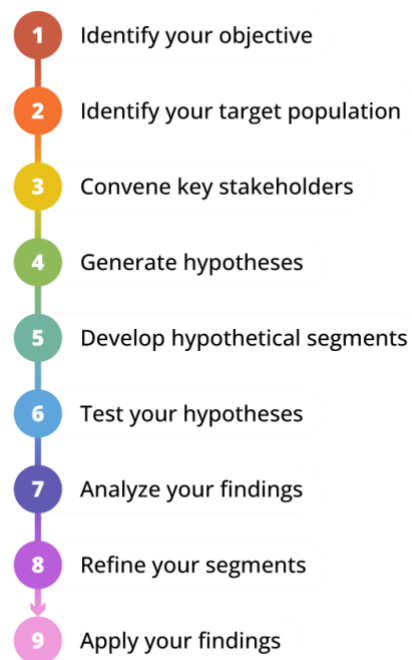 1 Identify your objective
2 Identify your target population
3 Convene key stakeholders
4 Generate hypotheses
5 Develop hypothetical segments
6 Test your hypotheses
7 Analyze your findings
8 Refine your segments
9 Apply your findings